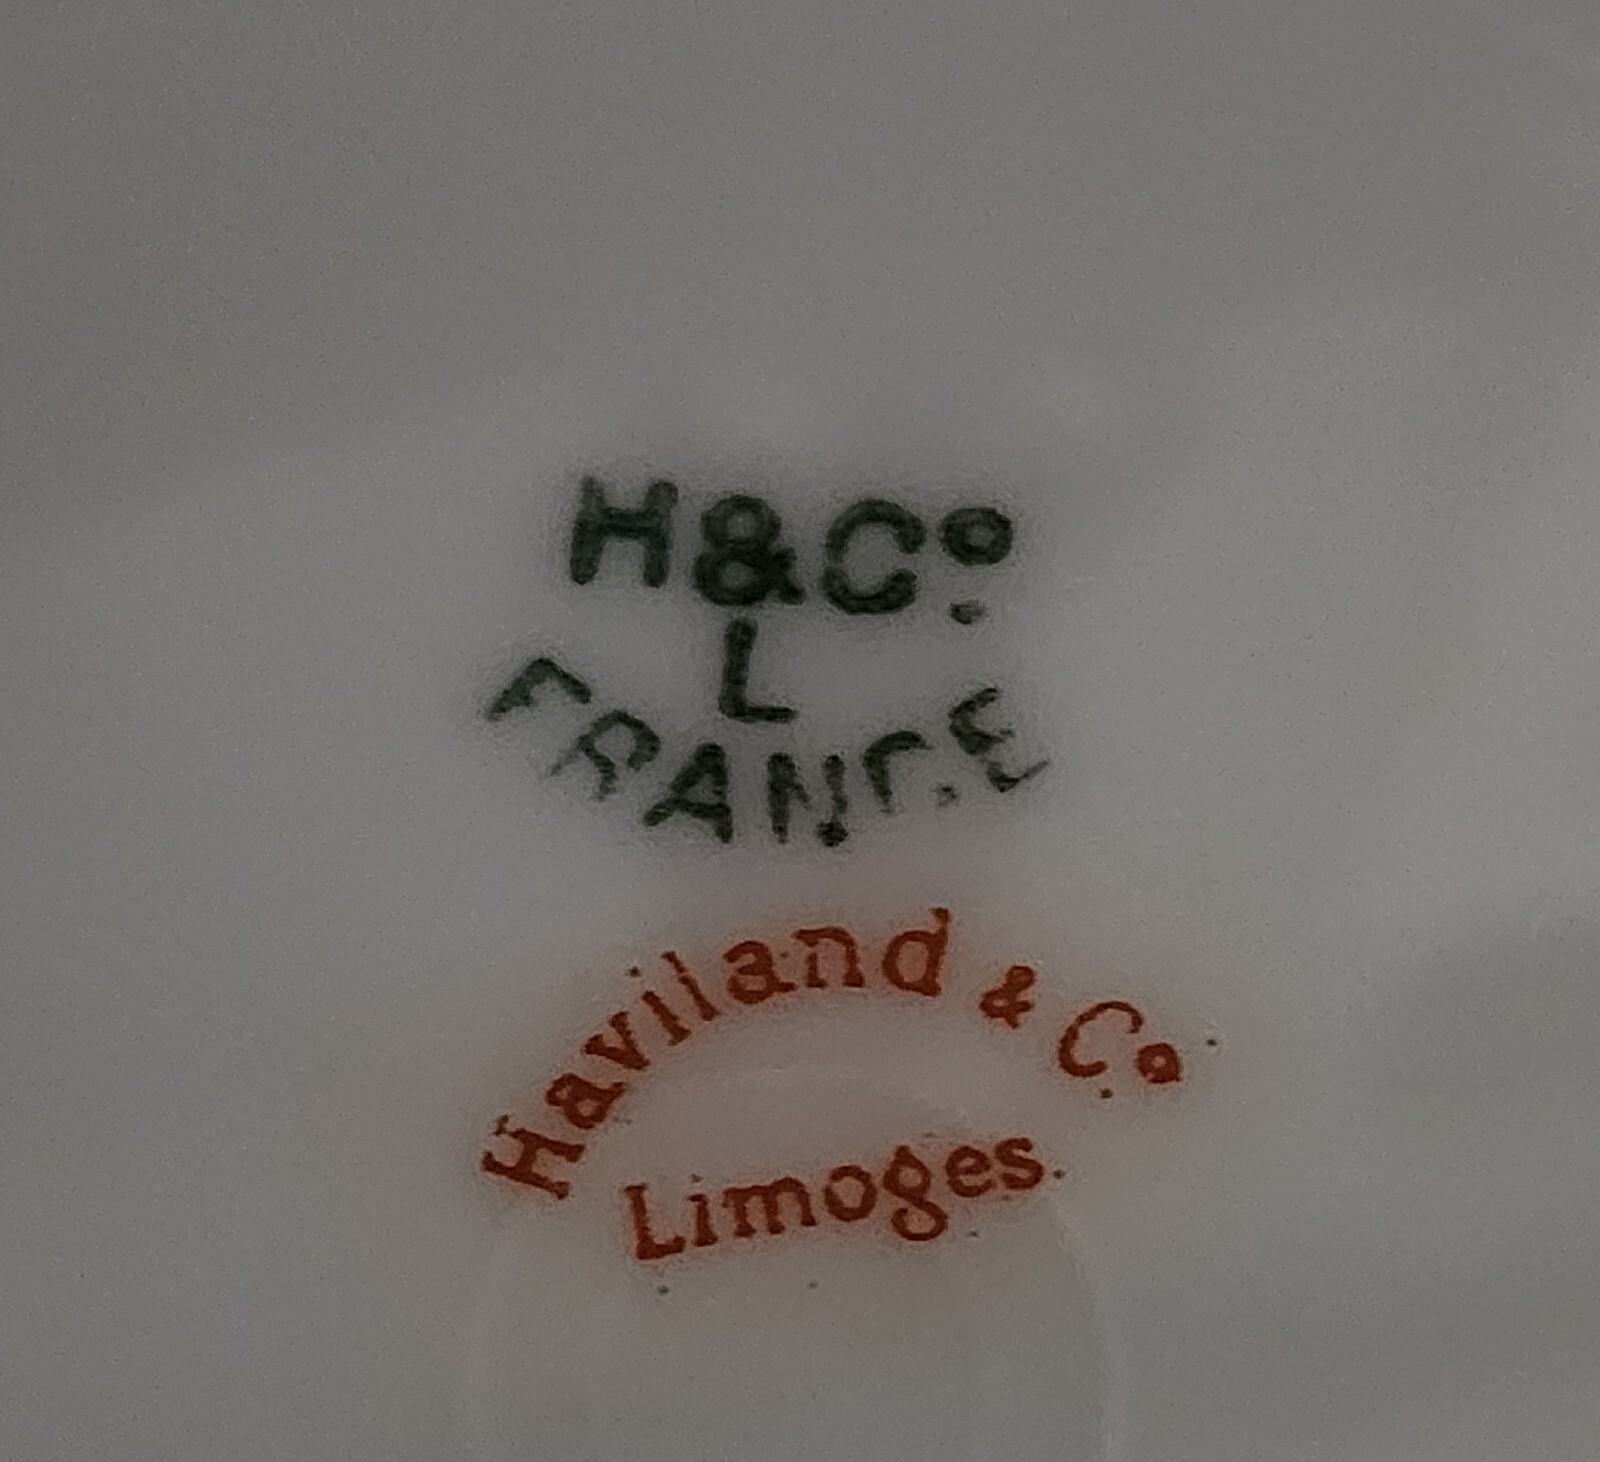 H & Co.
L
FRANCE
Haviland & Co.
Limoges.